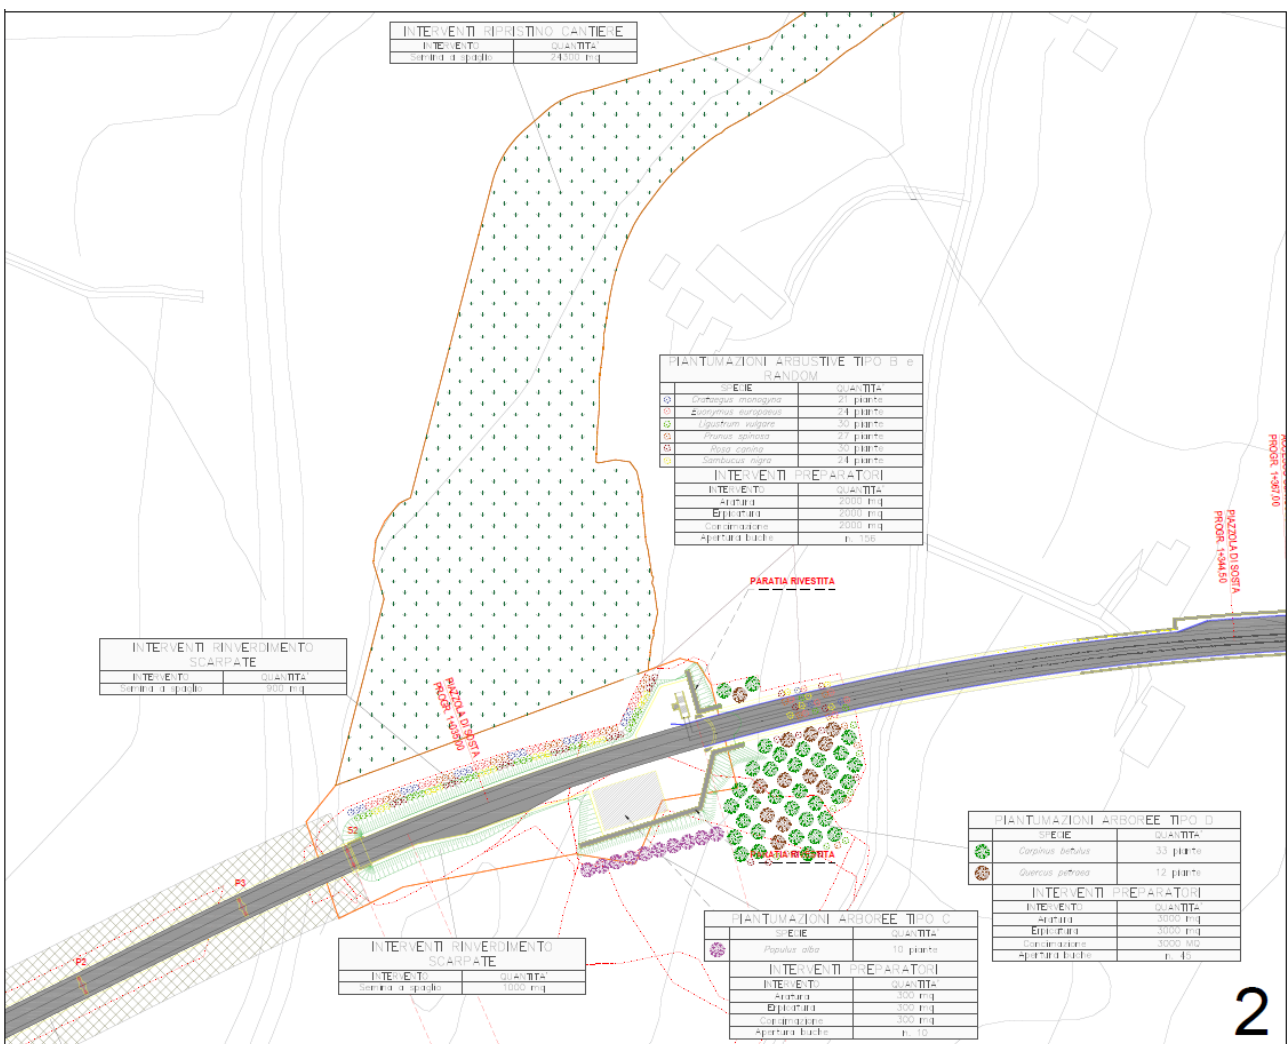 INTERVENTI RIPRISTINO CANTIERE
INTERVENTO QUANTITA'
Semina a spaglio 24300 mq
PIANTUMAZIONI ARBUSTIVE TIPO B e
RANDOM
SPECIE QUANTITA'
Crataegus monogyna 21 piante
Euonymus europaeus 24 piante
Ligustrum vulgare 30 piante
Prunus spinosa 27 piante
Rosa canina 30 piante
Sambucus nigra 24 piante
INTERVENTI PREPARATORI
INTERVENTO QUANTITA'
Aratura 2000 mq
Erpicatura 2000 mq
Concimazione 2000 mq
Apertura buche n. 156
PROGR. 1+367,00
PIAZZOLA DI SOSTA
PROGR. 1+344,50
PARATIA RIVESTITA
INTERVENTI RINVERDIMENTO
SCARPATE
INTERVENTO QUANTITA'
Semina a spaglio 900 mq
PIAZZOLA DI SOSTA
PROGR. 1+035,00
S2
P3
P2
PARATIA RIVESTITA
PIANTUMAZIONI ARBOREE TIPO D
SPECIE QUANTITA'
Carpinus betulus 33 piante
Quercus petraea 12 piante
INTERVENTI PREPARATORI
INTERVENTO QUANTITA'
Aratura 3000 mq
Erpicatura 3000 mq
Concimazione 3000 MQ
Apertura buche n. 45
PIANTUMAZIONI ARBOREE TIPO C
SPECIE QUANTITA'
Populus alba 10 piante
INTERVENTI PREPARATORI
INTERVENTO QUANTITA'
Aratura 300 mq
Erpicatura 300 mq
Concimazione 300 mq
Apertura buche n. 10
INTERVENTI RINVERDIMENTO
SCARPATE
INTERVENTO QUANTITA'
Semina a spaglio 1000 mq
2